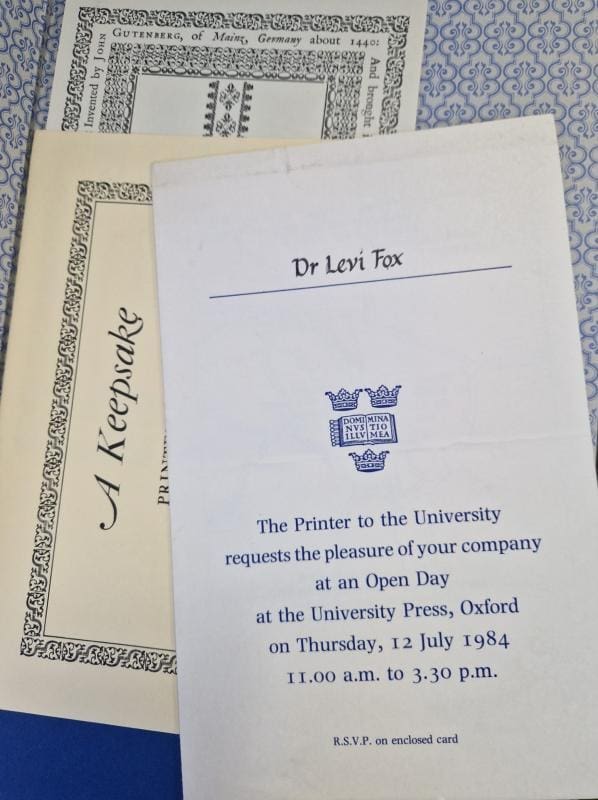 Invented by JOHN
GUTENBERG, of Mainz, Germany about 1440:
And brought
A Keepsake
Dr Levi Fox
DOMI MINA
NVS TIO
ILLV MEA
The Printer to the University
requests the pleasure of your company
at an Open Day
at the University Press, Oxford
on Thursday, 12 July 1984
11.00 a.m. to 3.30 p.m.
R.S.V.P. on enclosed card